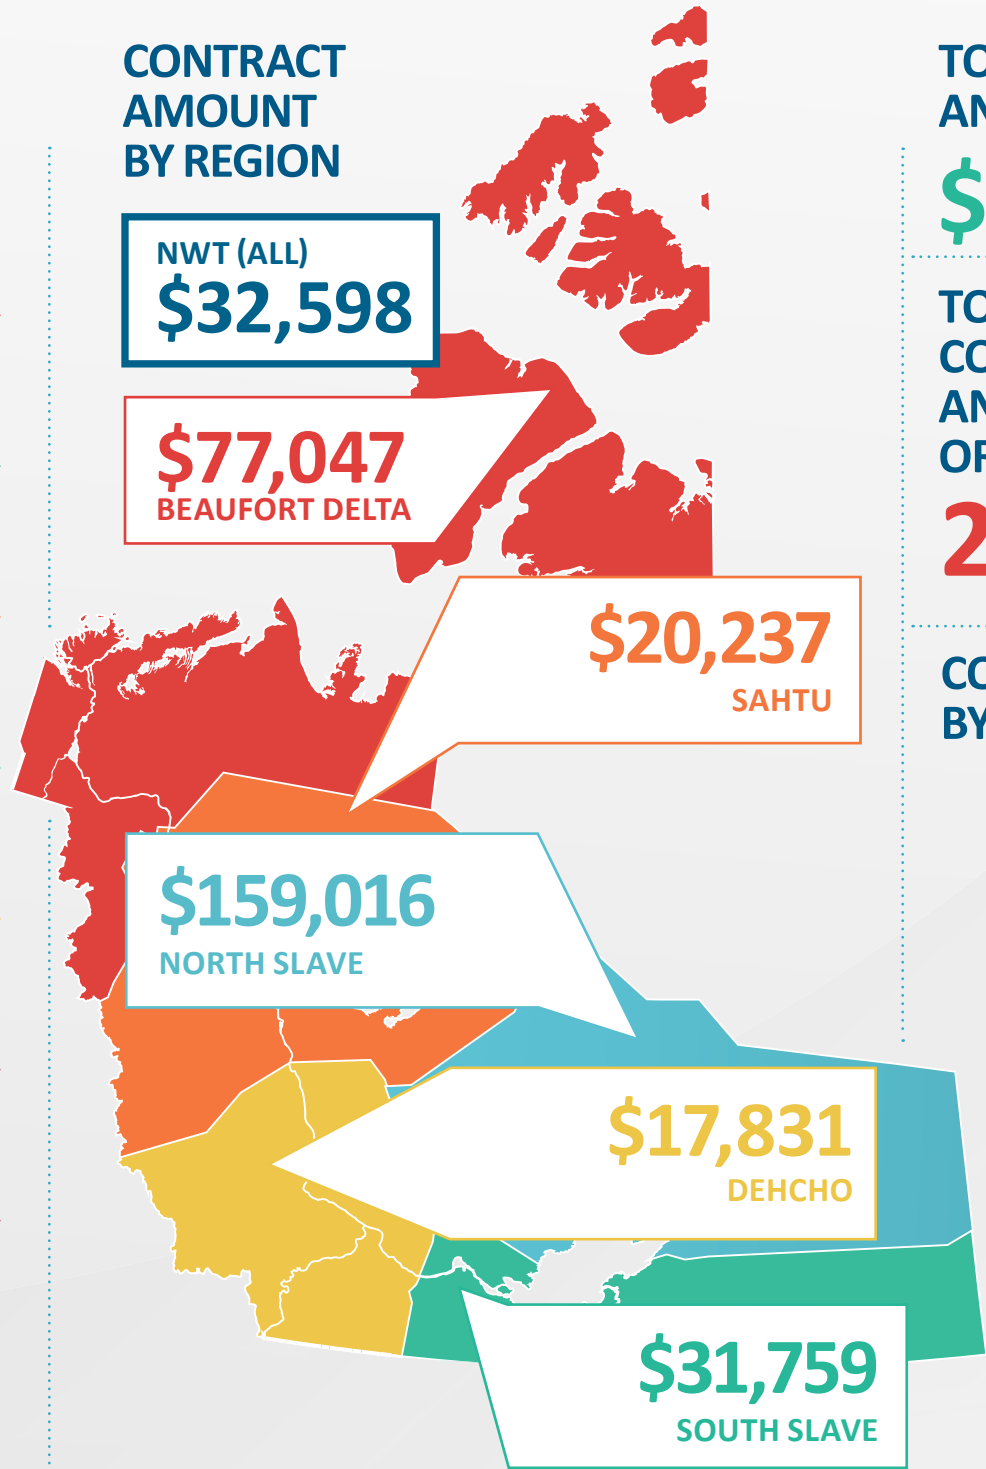 CONTRACT
AMOUNT
BY REGION
NWT (ALL)
$32,598
$77,047
BEAUFORT DELTA
$20,237
SAHTU
$159,016
NORTH SLAVE
$17,831
DEHCHO
$31,759
SOUTH SLAVE
$
BY